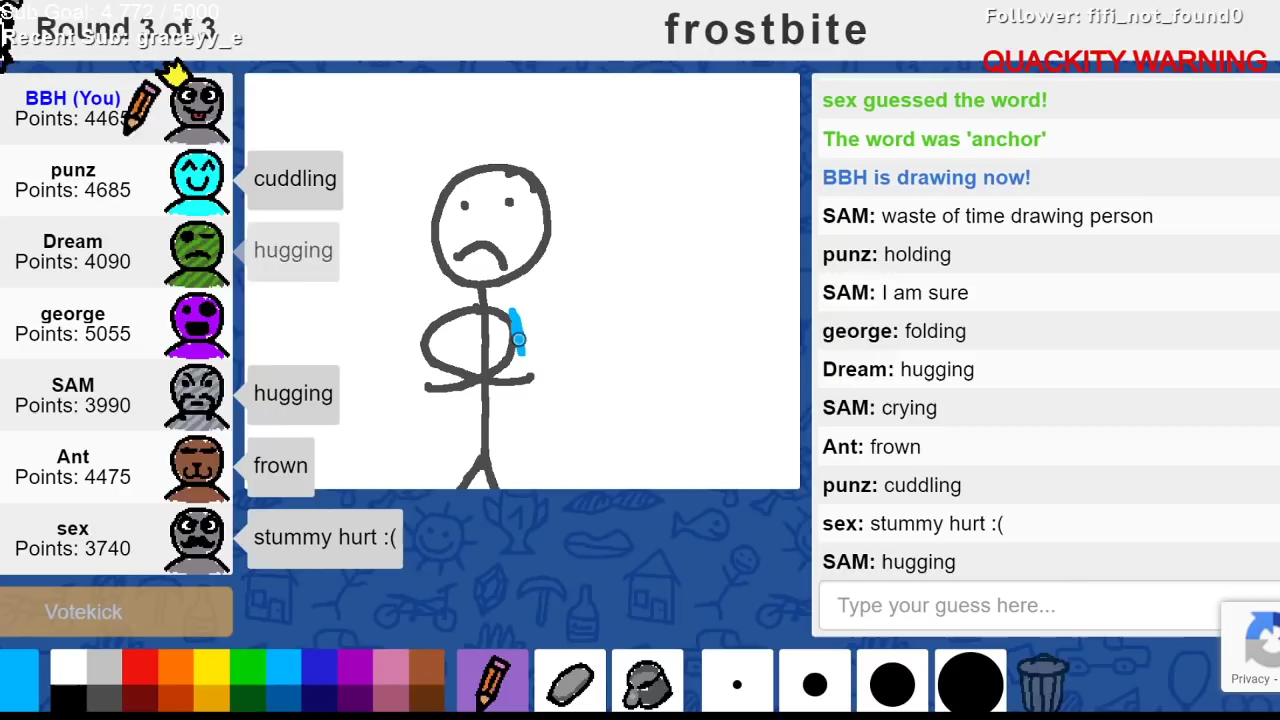 Sub Goal: 4 772 / 5000
Round 3 of 3
Recent Sub: graceyy_e
frostbite
Follower: fifi_not_found0
QUACKITY WARNING
BBH (You)
Points: 4465
punz
Points: 4685
Dream
Points: 4090
george
Points: 5055
SAM
Points: 3990
Ant
Points: 4475
sex
Points: 3740
Votekick
cuddling
hugging
hugging
frown
stummy hurt :(
sex guessed the word!
The word was 'anchor'
BBH is drawing now!
SAM: waste of time drawing person
punz: holding
SAM: I am sure
george: folding
Dream: hugging
SAM: crying
Ant: frown
punz: cuddling
sex: stummy hurt :(
SAM: hugging
Type your guess here...
Privacy -